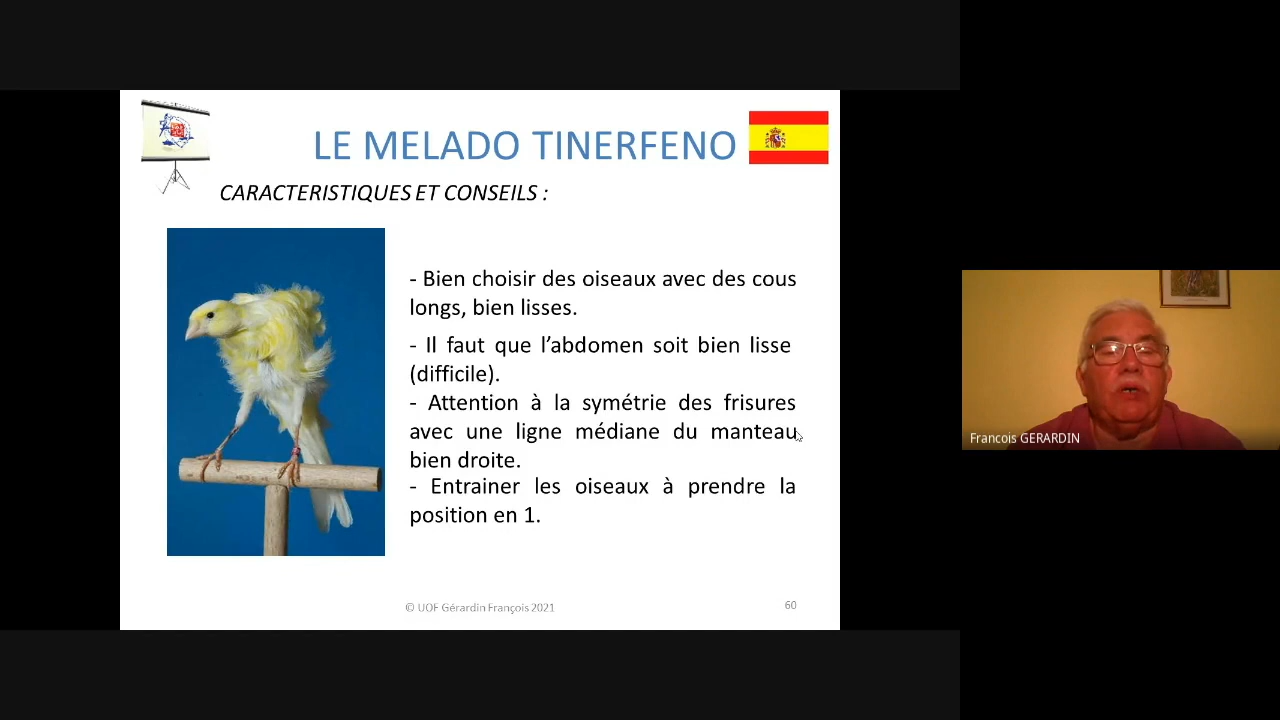 LE MELADO TINERFENO
CARACTERISTIQUES ET CONSEILS :
- Bien choisir des oiseaux avec des cous
longs, bien lisses.
- Il faut que l’abdomen soit bien lisse
(difficile).
- Attention à la symétrie des frisures
avec une ligne médiane du manteau
bien droite.
- Entrainer les oiseaux à prendre la
position en 1.
© UOF Gérardin François 2021
60
Francois GERARDIN